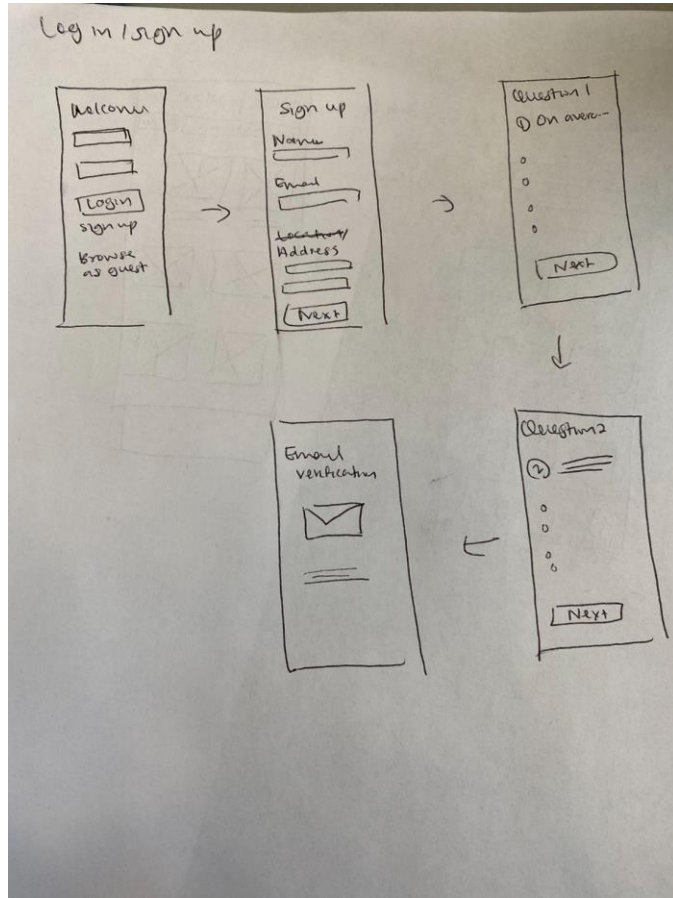 Log in / sign up
Welcome
Login
sign up
Browse
as guest
Sign up
Name
Email
Location/
Address
Next
Question 1
① On avera...
Next
Question 2
②
Next
Email
verification